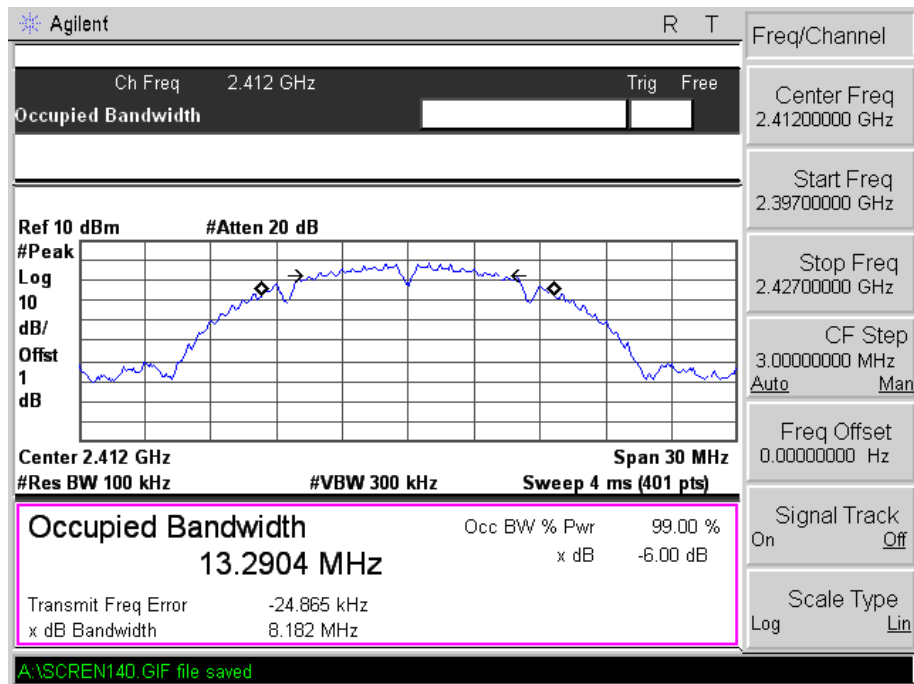 Agilent R T
Freq/Channel
Ch Freq 2.412 GHz Trig Free
Occupied Bandwidth
Center Freq
2.41200000 GHz
Start Freq
2.39700000 GHz
Stop Freq
2.42700000 GHz
CF Step
3.00000000 MHz
Auto Man
Freq Offset
0.00000000 Hz
Signal Track
On Off
Scale Type
Log Lin
Ref 10 dBm #Atten 20 dB
#Peak
Log
10
dB/
Offst
1
dB
Center 2.412 GHz Span 30 MHz
#Res BW 100 kHz #VBW 300 kHz Sweep 4 ms (401 pts)
Occupied Bandwidth Occ BW % Pwr 99.00 %
13.2904 MHz x dB -6.00 dB
Transmit Freq Error -24.865 kHz
x dB Bandwidth 8.182 MHz
A:\SCREN140.GIF file saved